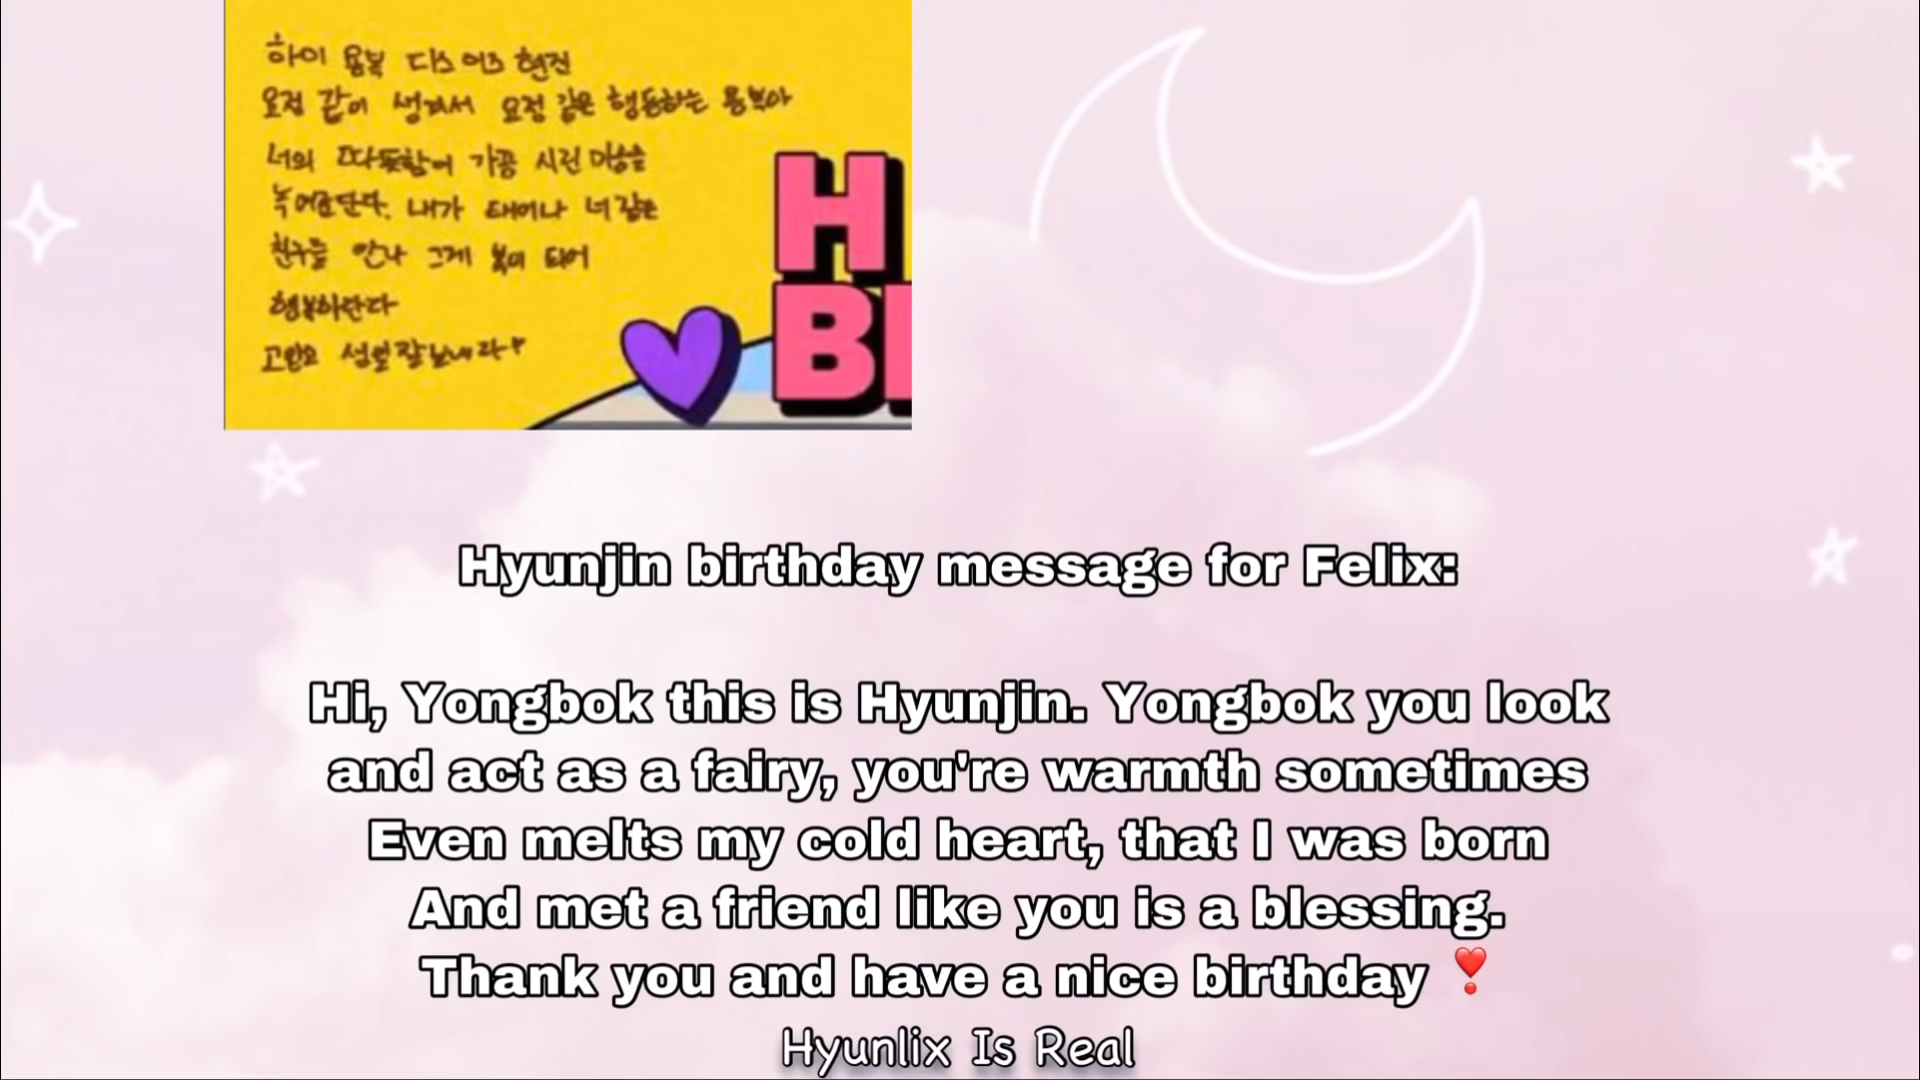 하이 용복 디스 이즈 현진
요정 같이 생겨서 요정 같은 행동하는 용복아
너의 따듯함에 가끔 시린 마음을
녹여본단다. 내가 태어나 너 같은
친구를 만나 그게 복이 되어
행복하단다
고맙고 생일 잘 보내라♥
H
B
Hyunjin birthday message for Felix:
Hi, Yongbok this is Hyunjin. Yongbok you look
and act as a fairy, you're warmth sometimes
Even melts my cold heart, that I was born
And met a friend like you is a blessing.
Thank you and have a nice birthday ❣️
Hyunlix Is Real